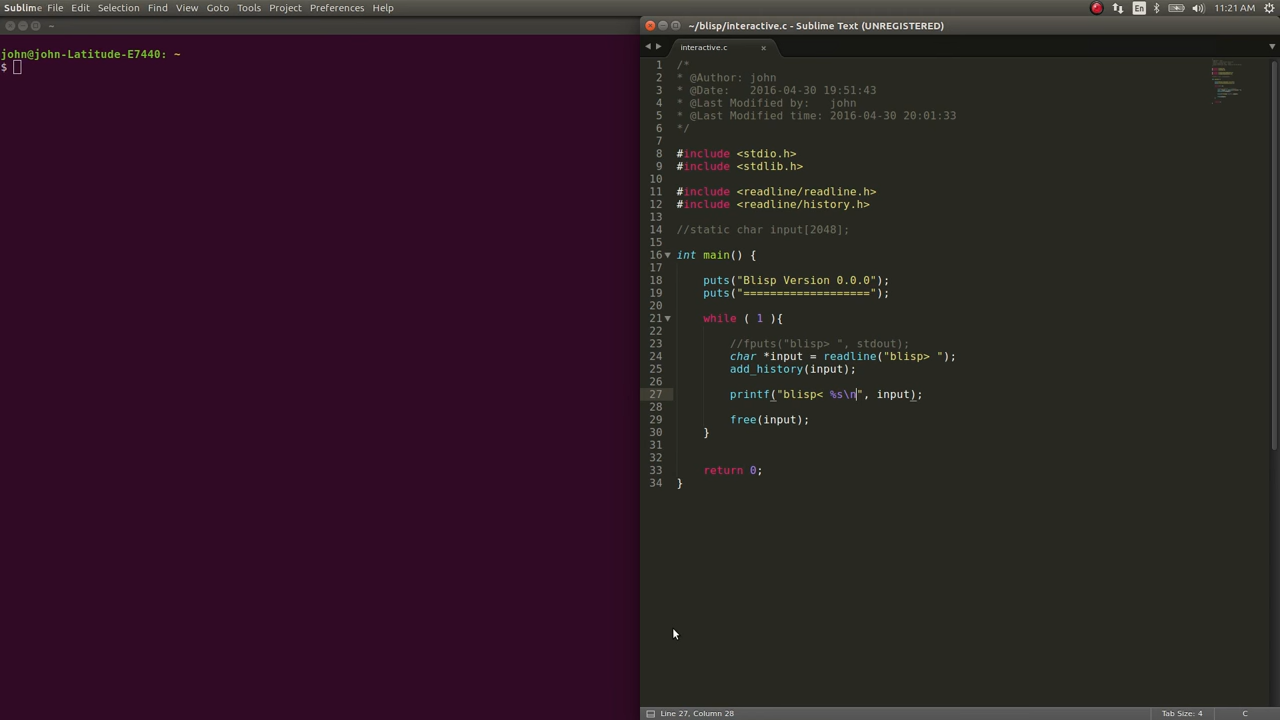 Sublime File Edit Selection Find View Goto Tools Project Preferences Help En 11:21 AM
~
~/blisp/interactive.c - Sublime Text (UNREGISTERED)
john@john-Latitude-E7440: ~
$
interactive.c
1 /*
2 * @Author: john
3 * @Date:   2016-04-30 19:51:43
4 * @Last Modified by:   john
5 * @Last Modified time: 2016-04-30 20:01:33
6 */
7
8 #include <stdio.h>
9 #include <stdlib.h>
10
11 #include <readline/readline.h>
12 #include <readline/history.h>
13
14 //static char input[2048];
15
16 int main() {
17
18     puts("Blisp Version 0.0.0");
19     puts("===================");
20
21     while ( 1 ){
22
23         //fputs("blisp> ", stdout);
24         char *input = readline("blisp> ");
25         add_history(input);
26
27         printf("blisp< %s\n", input);
28
29         free(input);
30     }
31
32
33     return 0;
34 }
Line 27, Column 28 Tab Size: 4 C